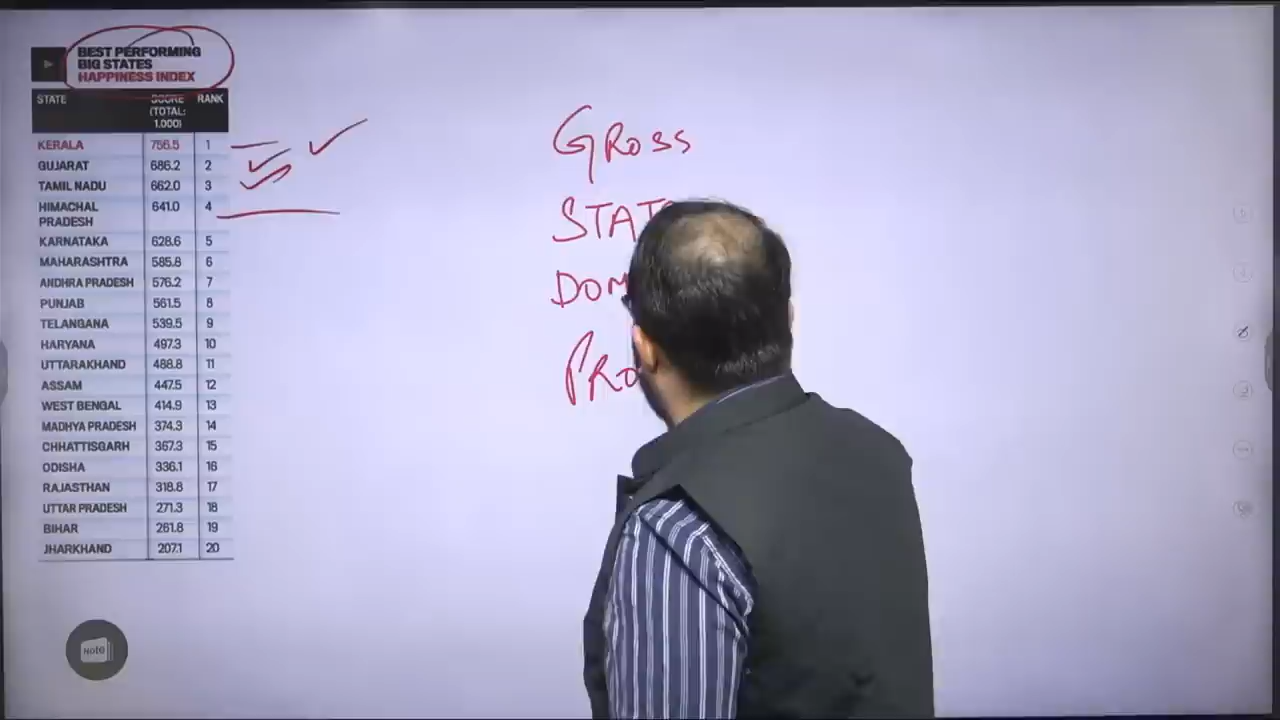 BEST PERFORMING
BIG STATES
HAPPINESS INDEX
STATE SCORE (TOTAL: 1,000) RANK
KERALA 756.5 1
GUJARAT 686.2 2
TAMIL NADU 662.0 3
HIMACHAL PRADESH 641.0 4
KARNATAKA 628.6 5
MAHARASHTRA 585.8 6
ANDHRA PRADESH 576.2 7
PUNJAB 561.5 8
TELANGANA 539.5 9
HARYANA 497.3 10
UTTARAKHAND 488.8 11
ASSAM 447.5 12
WEST BENGAL 414.9 13
MADHYA PRADESH 374.3 14
CHHATTISGARH 367.3 15
ODISHA 336.1 16
RAJASTHAN 318.8 17
UTTAR PRADESH 271.3 18
BIHAR 261.8 19
JHARKHAND 207.1 20
Note
GROSS
STAT
DOM
PRO